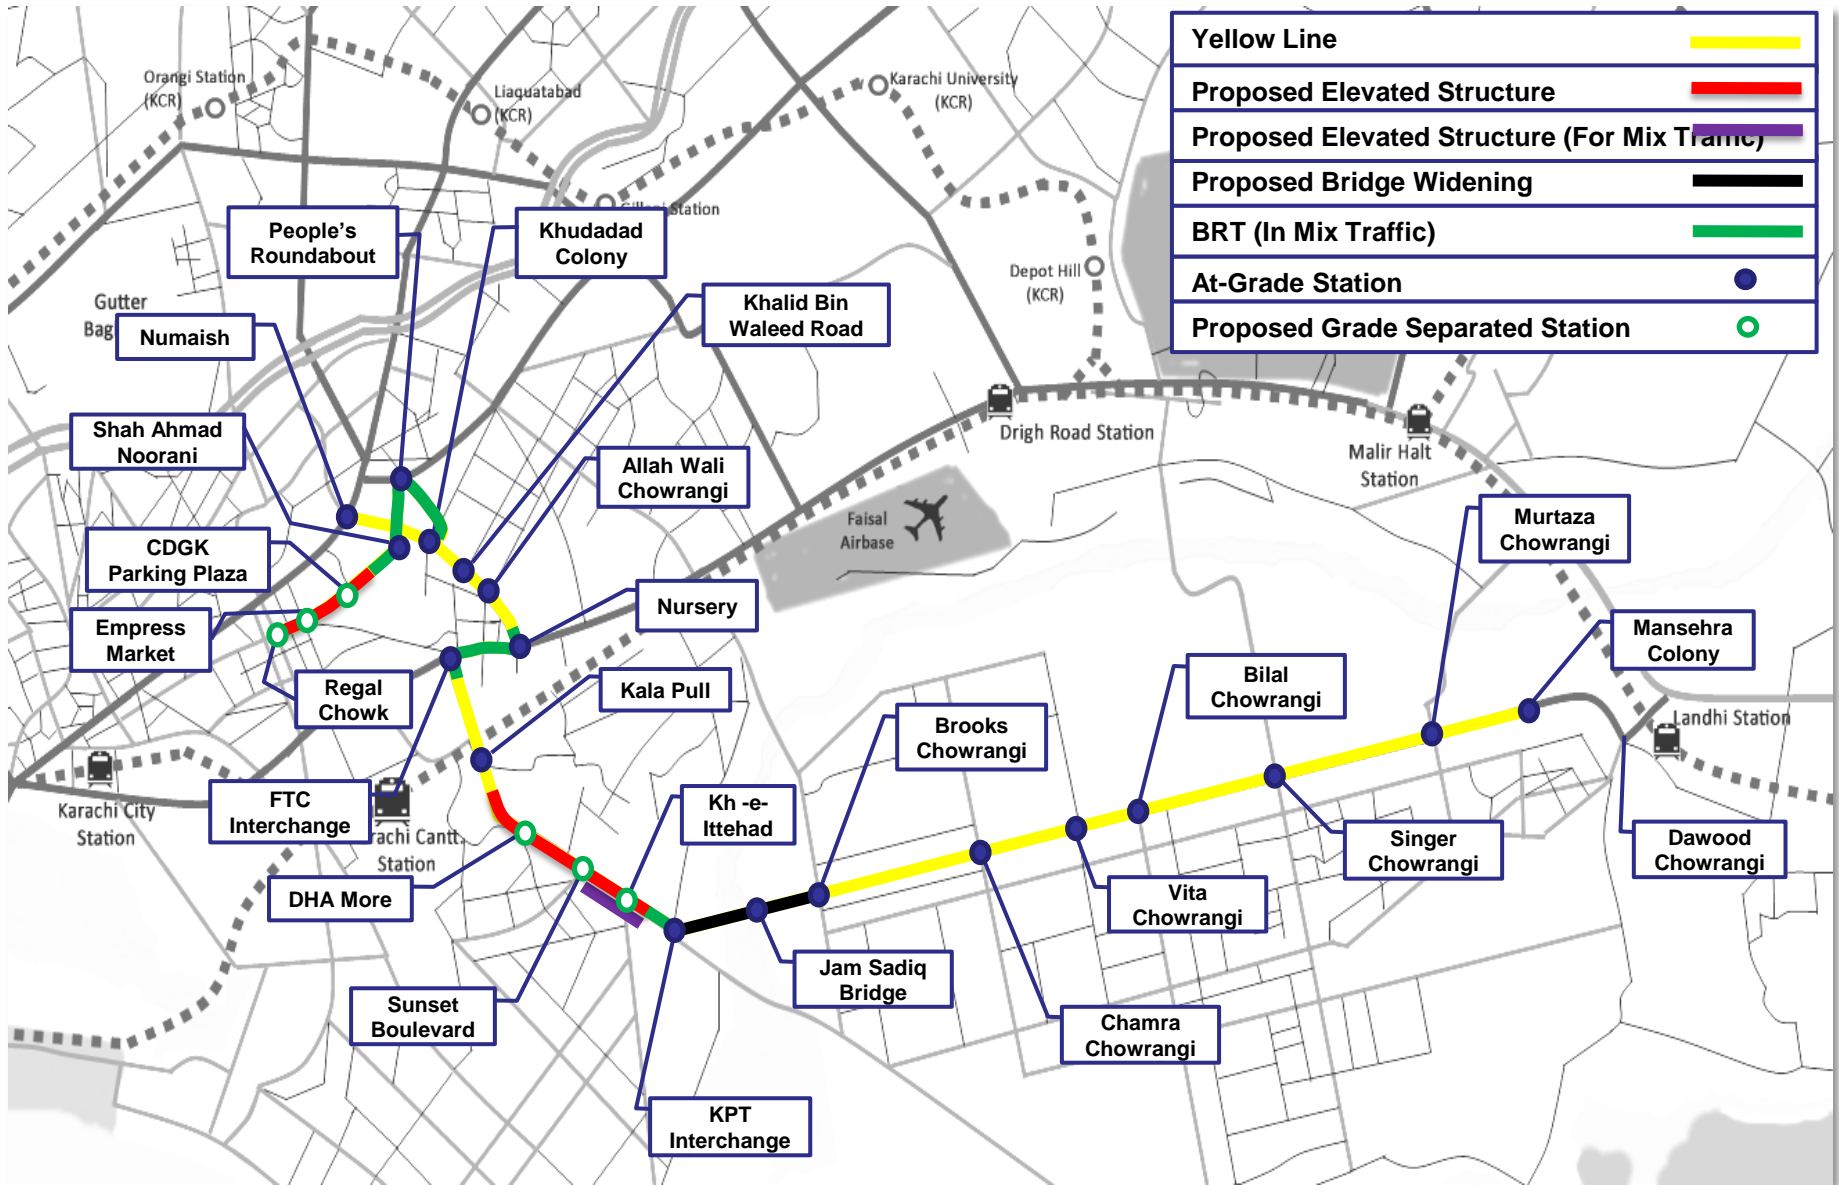 Yellow Line
Proposed Elevated Structure
Proposed Elevated Structure (For Mix Traffic)
Proposed Bridge Widening
BRT (In Mix Traffic)
At-Grade Station
Proposed Grade Separated Station
Orangi Station
(KCR)
Liaquatabad
(KCR)
Karachi University
(KCR)
Station
People's
Roundabout
Khudadad
Colony
Depot Hill
(KCR)
Gutter
Numaish
Khalid Bin
Waleed Road
Shah Ahmad
Noorani
Allah Wali
Chowrangi
Drigh Road Station
Malir Halt
Station
Faisal
Airbase
Murtaza
Chowrangi
CDGK
Parking Plaza
Nursery
Empress
Market
Mansehra
Colony
Regal
Chowk
Kala Pull
Bilal
Chowrangi
Brooks
Chowrangi
Landhi Station
Karachi City
Station
FTC
Interchange
Kh -e-
Ittehad
Cantt.
Station
Singer
Chowrangi
Dawood
Chowrangi
DHA More
Vita
Chowrangi
Jam Sadiq
Bridge
Sunset
Boulevard
Chamra
Chowrangi
KPT
Interchange